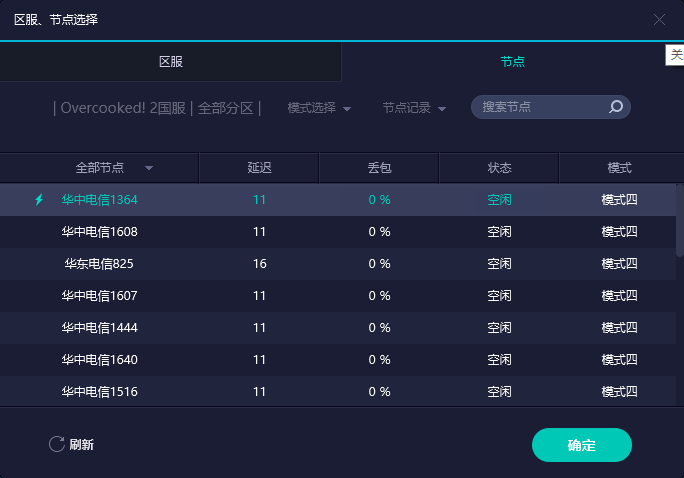 区服、节点选择
关
区服 节点
| Overcooked! 2国服 | 全部分区 | 模式选择 节点记录 搜索节点
全部节点 延迟 丢包 状态 模式
华中电信1364 11 0 % 空闲 模式四
华中电信1608 11 0 % 空闲 模式四
华东电信825 16 0 % 空闲 模式四
华中电信1607 11 0 % 空闲 模式四
华中电信1444 11 0 % 空闲 模式四
华中电信1640 11 0 % 空闲 模式四
华中电信1516 11 0 % 空闲 模式四
刷新 确定